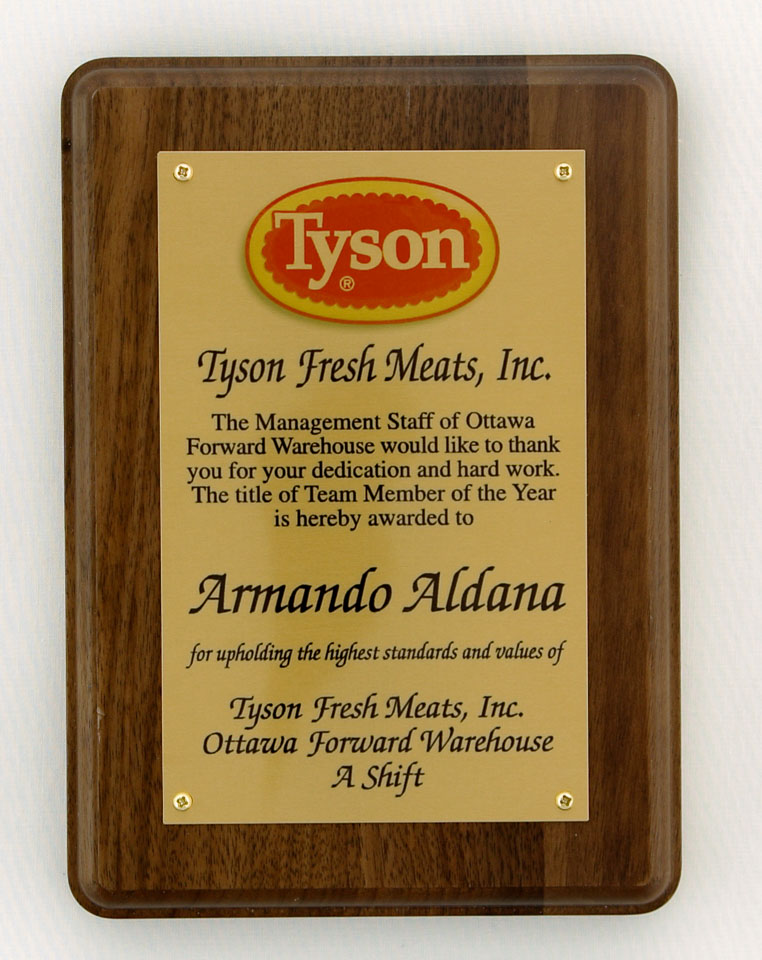 Tyson
®
Tyson Fresh Meats, Inc.
The Management Staff of Ottawa
Forward Warehouse would like to thank
you for your dedication and hard work.
The title of Team Member of the Year
is hereby awarded to
Armando Aldana
for upholding the highest standards and values of
Tyson Fresh Meats, Inc.
Ottawa Forward Warehouse
A Shift